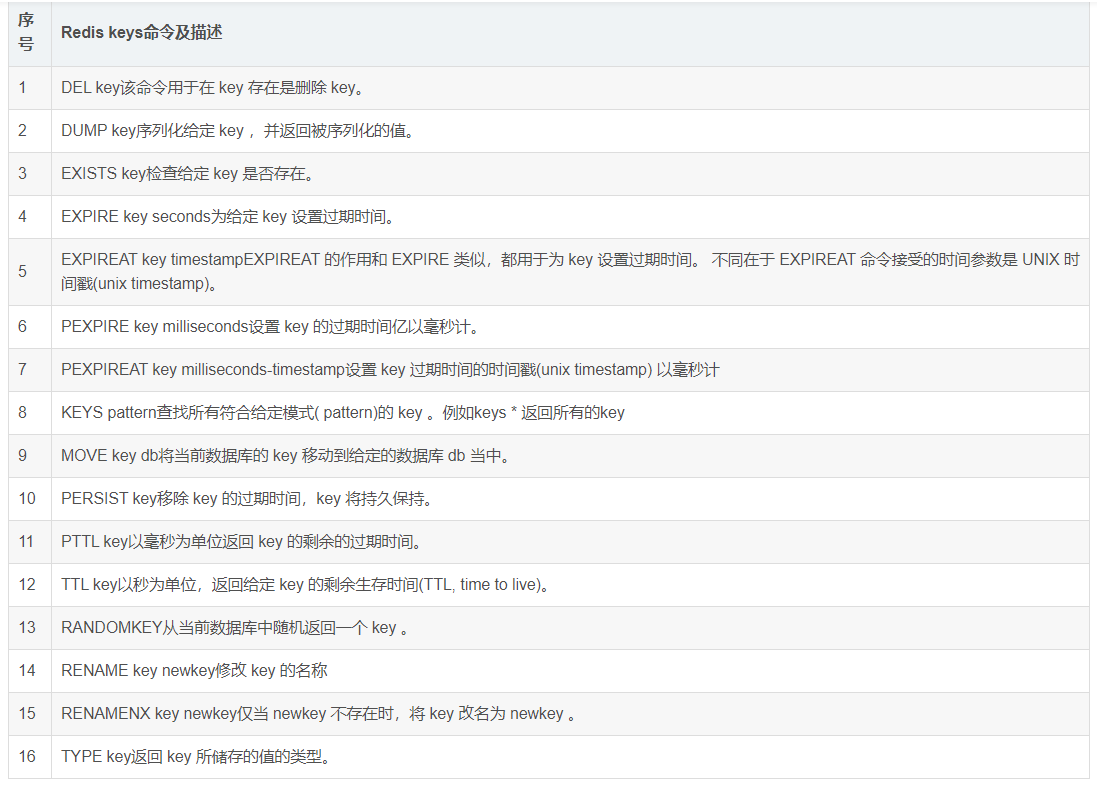 序
号
Redis keys命令及描述
1
DEL key该命令用于在 key 存在是删除 key。
2
DUMP key序列化给定 key ，并返回被序列化的值。
3
EXISTS key检查给定 key 是否存在。
4
EXPIRE key seconds为给定 key 设置过期时间。
5
EXPIREAT key timestampEXPIREAT 的作用和 EXPIRE 类似，都用于为 key 设置过期时间。 不同在于 EXPIREAT 命令接受的时间参数是 UNIX 时
间戳(unix timestamp)。
6
PEXPIRE key milliseconds设置 key 的过期时间亿以毫秒计。
7
PEXPIREAT key milliseconds-timestamp设置 key 过期时间的时间戳(unix timestamp) 以毫秒计
8
KEYS pattern查找所有符合给定模式( pattern)的 key 。例如keys * 返回所有的key
9
MOVE key db将当前数据库的 key 移动到给定的数据库 db 当中。
10
PERSIST key移除 key 的过期时间，key 将持久保持。
11
PTTL key以毫秒为单位返回 key 的剩余的过期时间。
12
TTL key以秒为单位，返回给定 key 的剩余生存时间(TTL, time to live)。
13
RANDOMKEY从当前数据库中随机返回一个 key 。
14
RENAME key newkey修改 key 的名称
15
RENAMENX key newkey仅当 newkey 不存在时，将 key 改名为 newkey 。
16
TYPE key返回 key 所储存的值的类型。